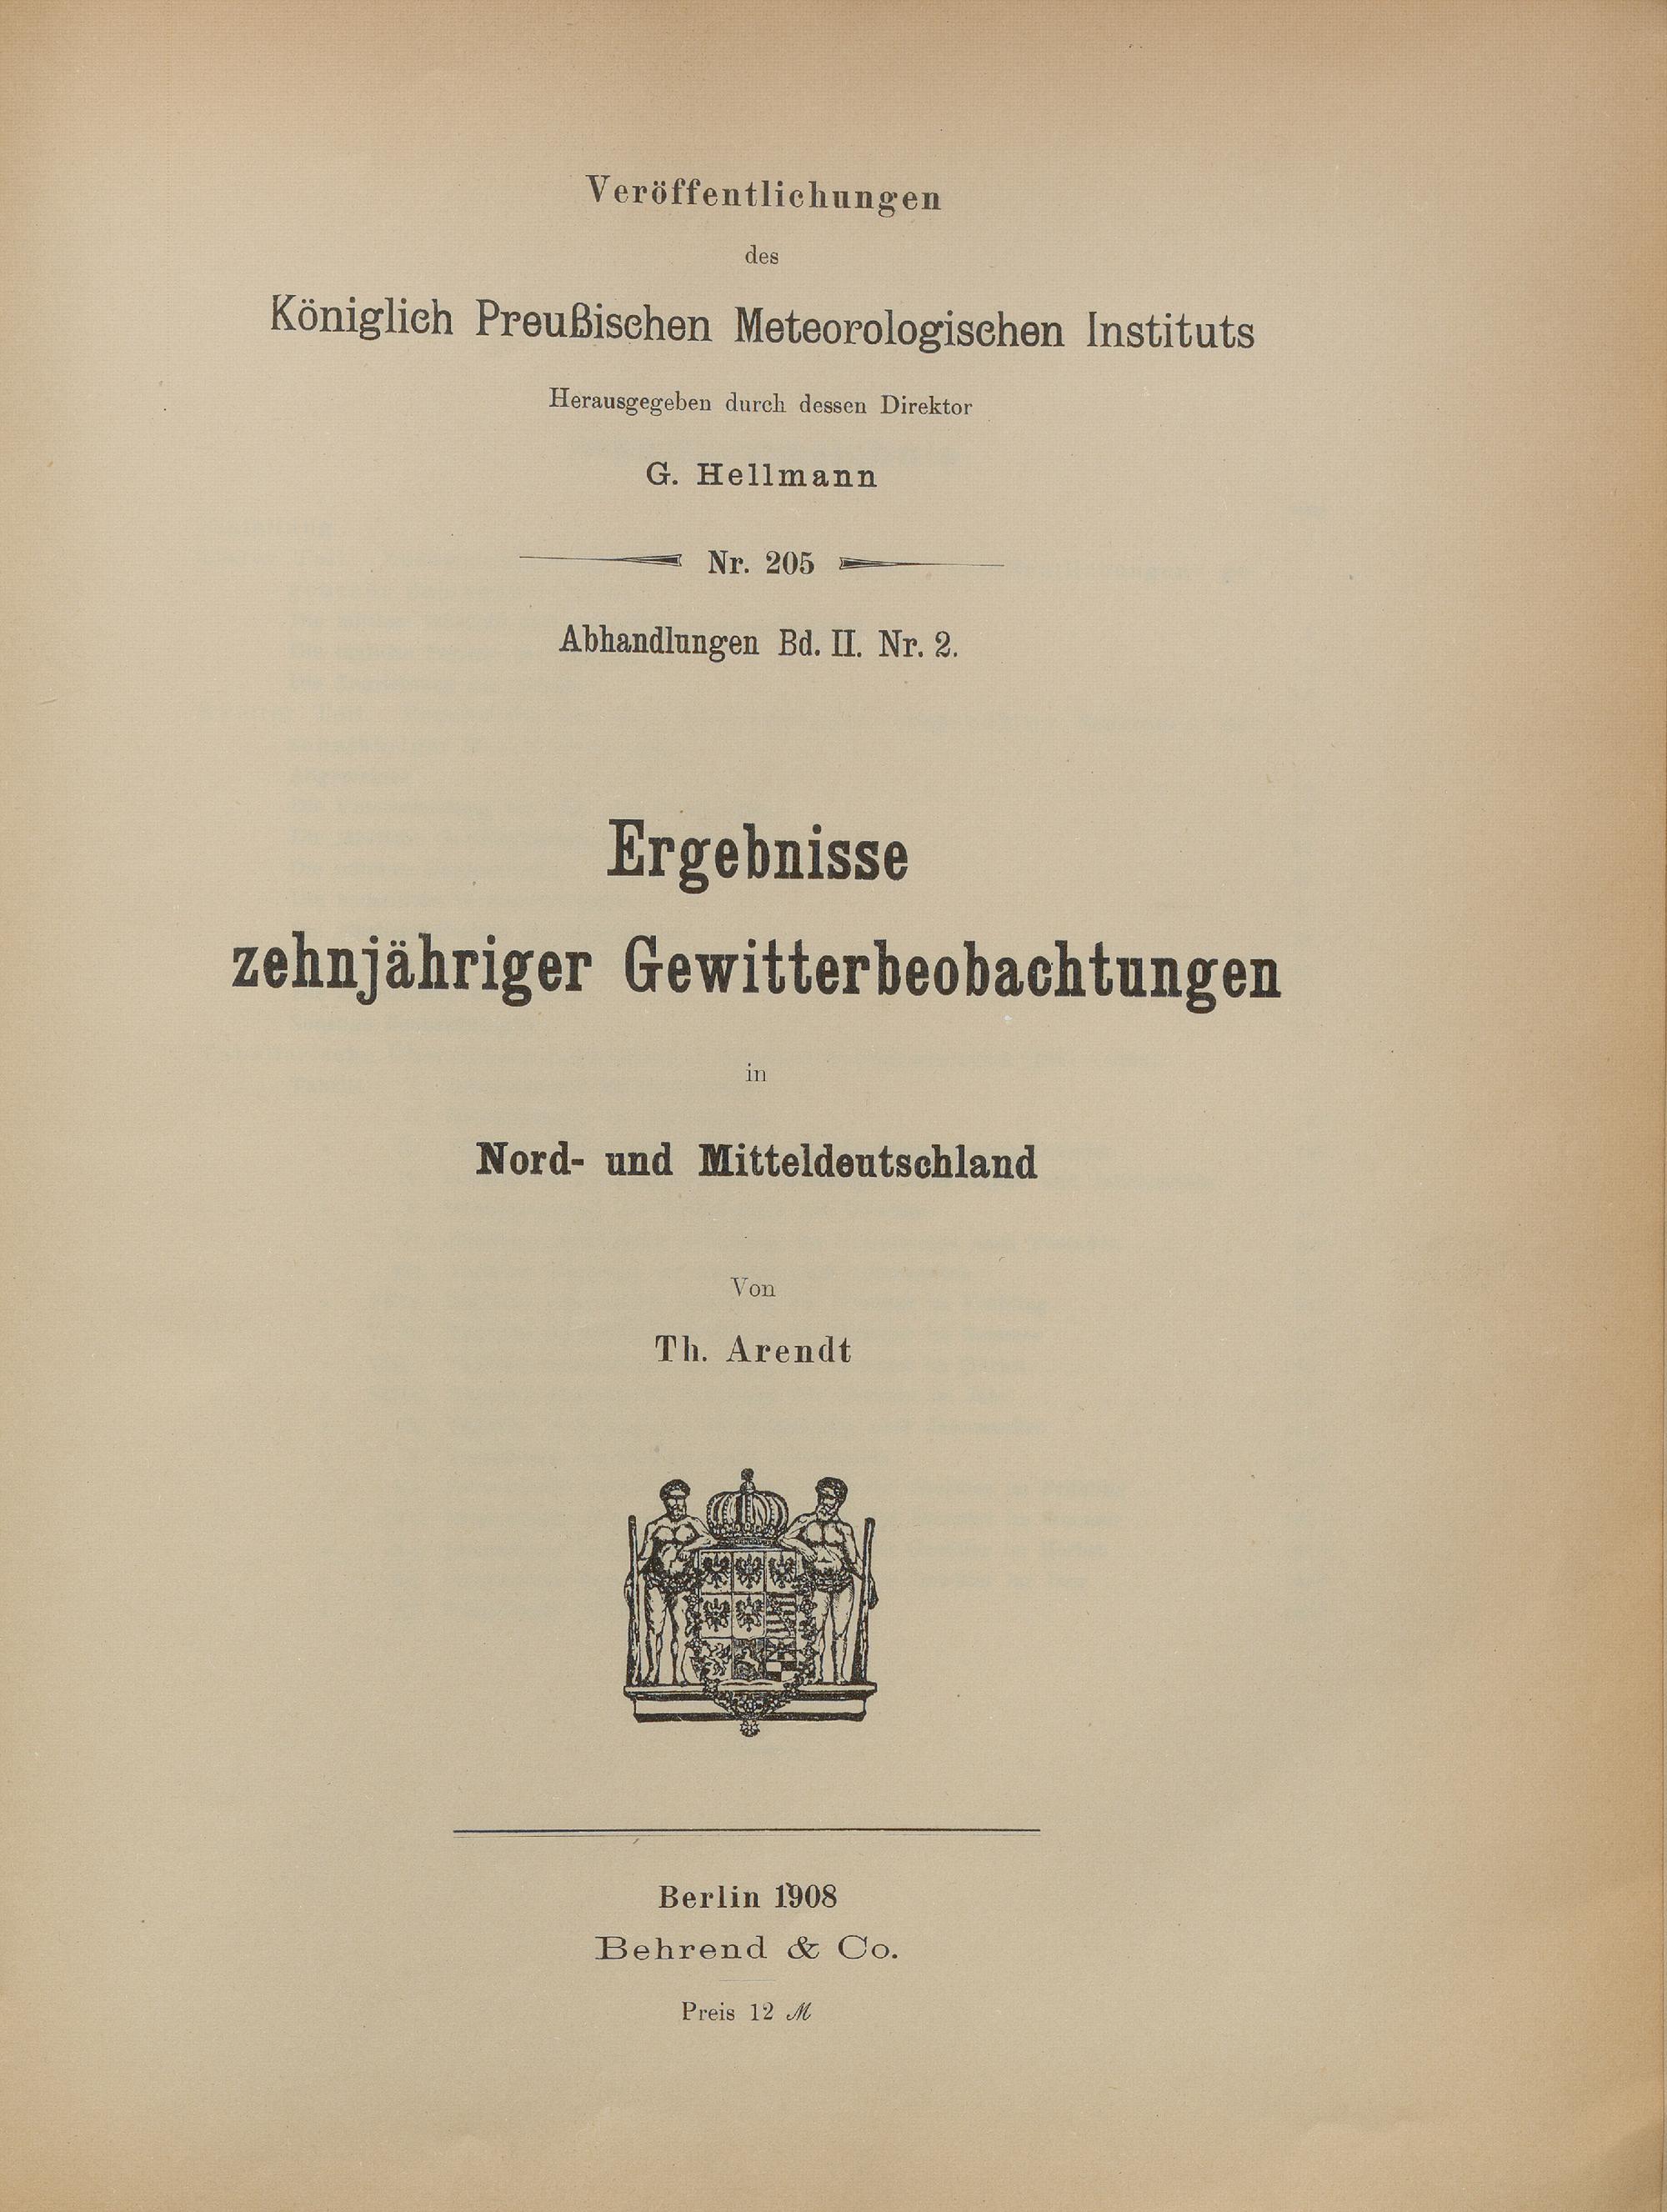 Veröffentlichungen
des
Königlich Preußischen Meteorologischen Instituts
Herausgegeben durch dessen Direktor
G. Hellmann
Nr. 205
Abhandlungen Bd. II. Nr. 2.
Ergebnisse
zehnjähriger Gewitterbeobachtungen
in
Nord- und Mitteldeutschland
Von
Th. Arendt
Berlin 1908
Behrend & Co.
Preis 12 ℳ